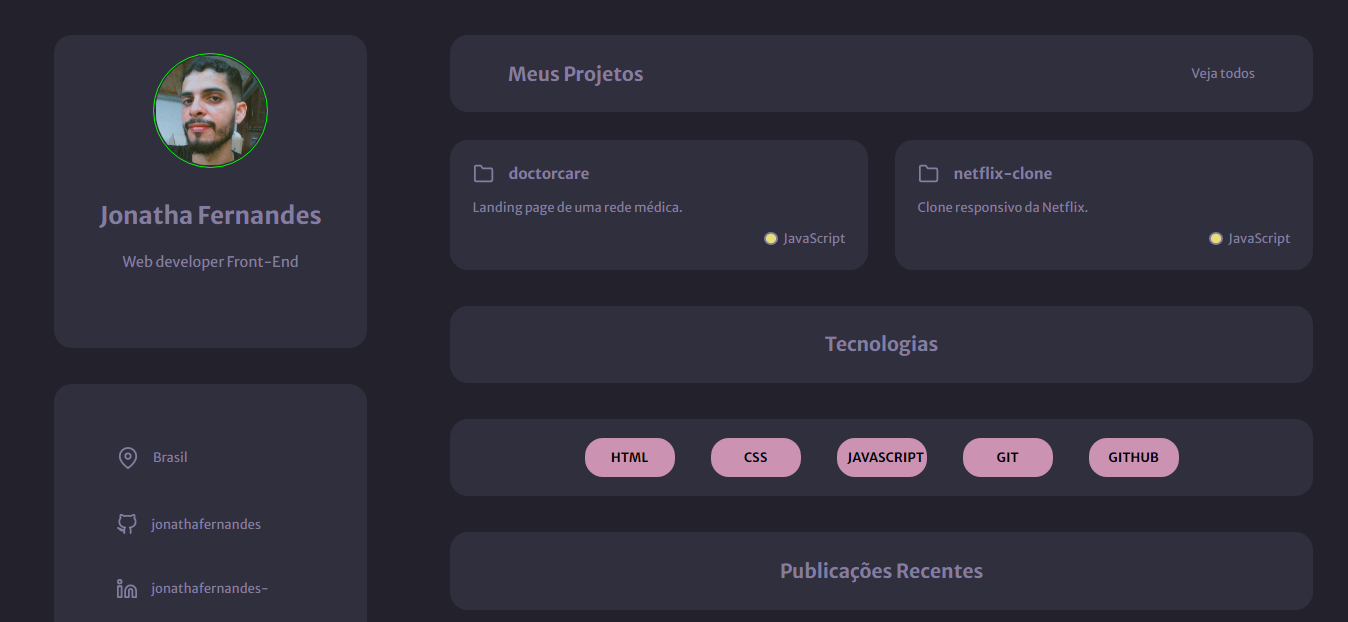 Jonatha Fernandes
Web developer Front-End
Brasil
jonathafernandes
jonathafernandes-
Meus Projetos
Veja todos
doctorcare
Landing page de uma rede médica.
JavaScript
netflix-clone
Clone responsivo da Netflix.
JavaScript
Tecnologias
HTML
CSS
JAVASCRIPT
GIT
GITHUB
Publicações Recentes